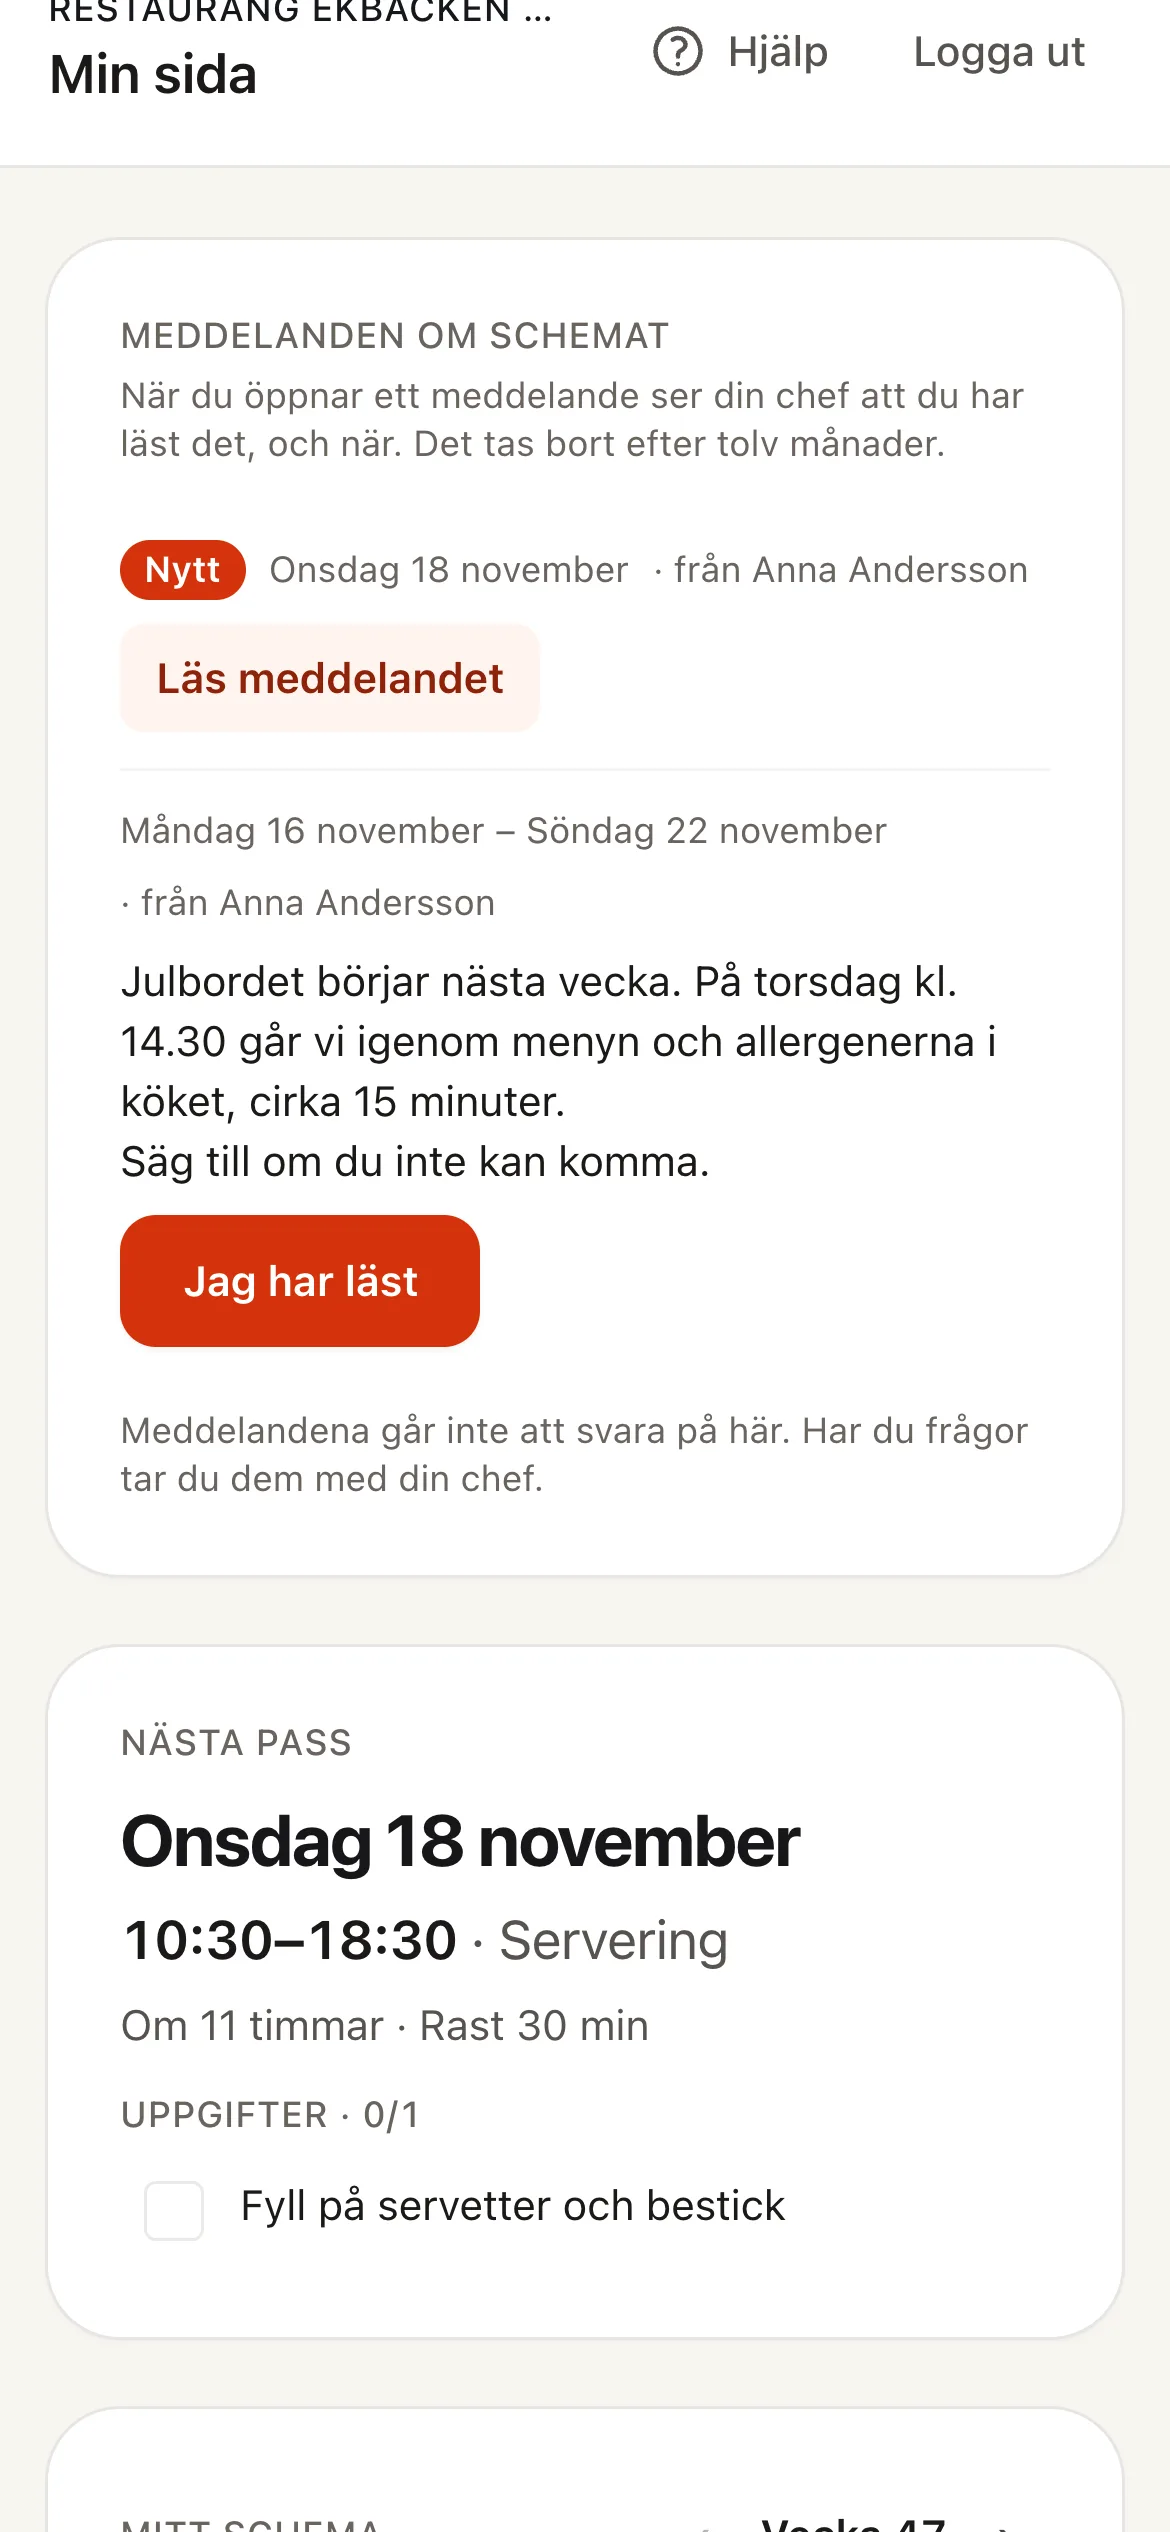 RESTAURANG EKBACKEN ...
Min sida
Hjälp
Logga ut
MEDDELANDEN OM SCHEMAT
När du öppnar ett meddelande ser din chef att du har
läst det, och när. Det tas bort efter tolv månader.
Nytt Onsdag 18 november · från Anna Andersson
Läs meddelandet
Måndag 16 november – Söndag 22 november
· från Anna Andersson
Julbordet börjar nästa vecka. På torsdag kl.
14.30 går vi igenom menyn och allergenerna i
köket, cirka 15 minuter.
Säg till om du inte kan komma.
Jag har läst
Meddelandena går inte att svara på här. Har du frågor
tar du dem med din chef.
NÄSTA PASS
Onsdag 18 november
10:30–18:30 · Servering
Om 11 timmar · Rast 30 min
UPPGIFTER · 0/1
Fyll på servetter och bestick
MITT SCHEMA
Vecka 47